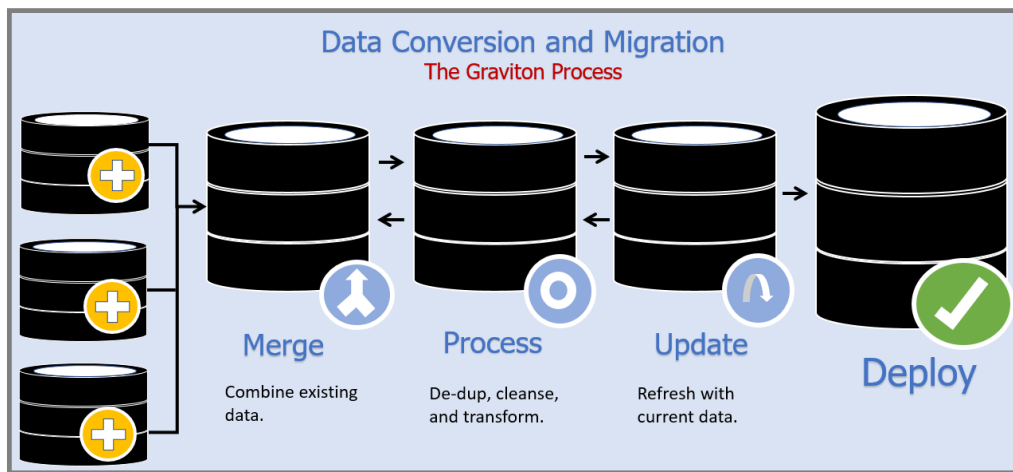 Data Conversion and Migration
The Graviton Process
Merge
Combine existing
data.
Process
De-dup, cleanse,
and transform.
Update
Refresh with
current data.
Deploy